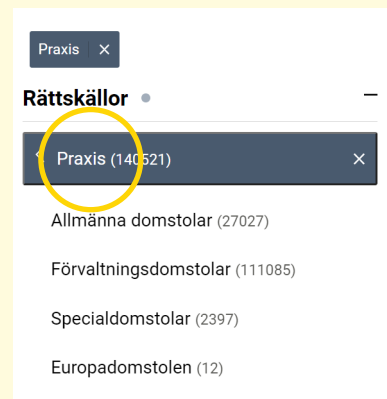 Praxis ×
Rättskällor
Praxis (140521) ×
Allmänna domstolar (27027)
Förvaltningsdomstolar (111085)
Specialdomstolar (2397)
Europadomstolen (12)